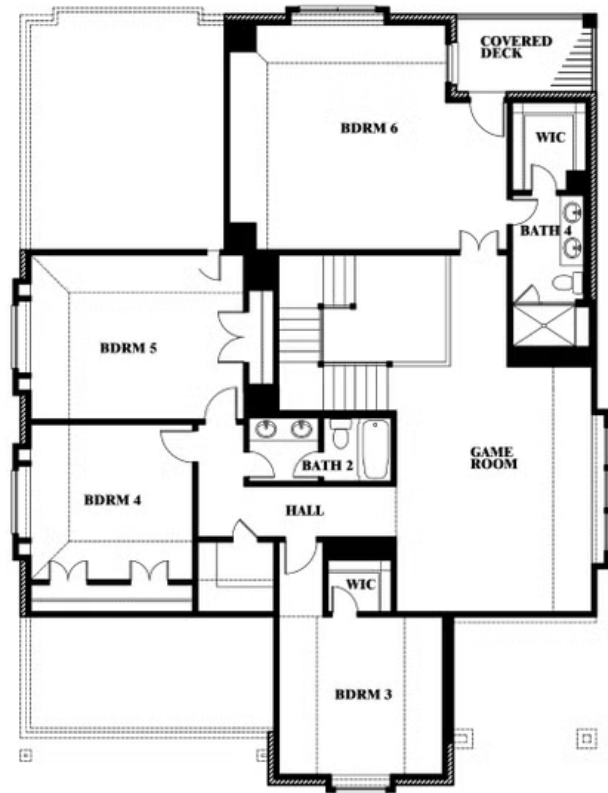 COVERED
DECK
BDRM 6
WIC
BATH 4
BDRM 5
GAME
ROOM
BATH 2
BDRM 4
HALL
WIC
BDRM 3